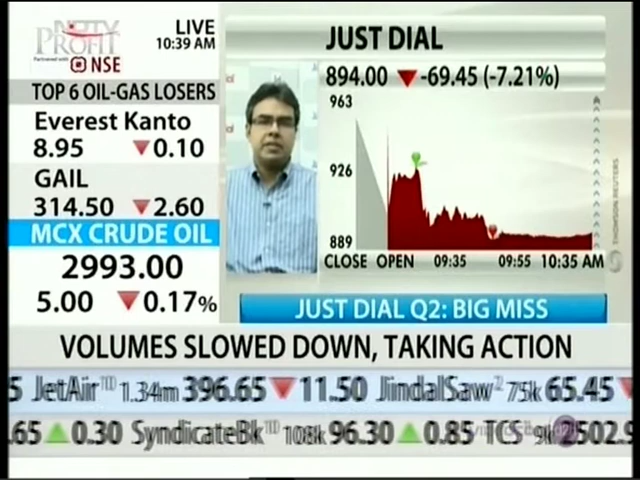 NDTV
PROFIT
Partnered with NSE
LIVE
10:39 AM
TOP 6 OIL-GAS LOSERS
Everest Kanto
8.95 ▼0.10
GAIL
314.50 ▼2.60
MCX CRUDE OIL
2993.00
5.00 ▼0.17%
JUST DIAL
894.00 ▼ -69.45 (-7.21%)
963
926
889
CLOSE OPEN 09:35 09:55 10:35 AM
THOMSON REUTERS
JUST DIAL Q2: BIG MISS
VOLUMES SLOWED DOWN, TAKING ACTION
5 JetAir 1.34m 396.65 ▼ 11.50 JindalSaw 75k 65.45 ▼
.65 ▲ 0.30 SyndicateBk 108k 96.30 ▲ 0.85 TCS 2502.9